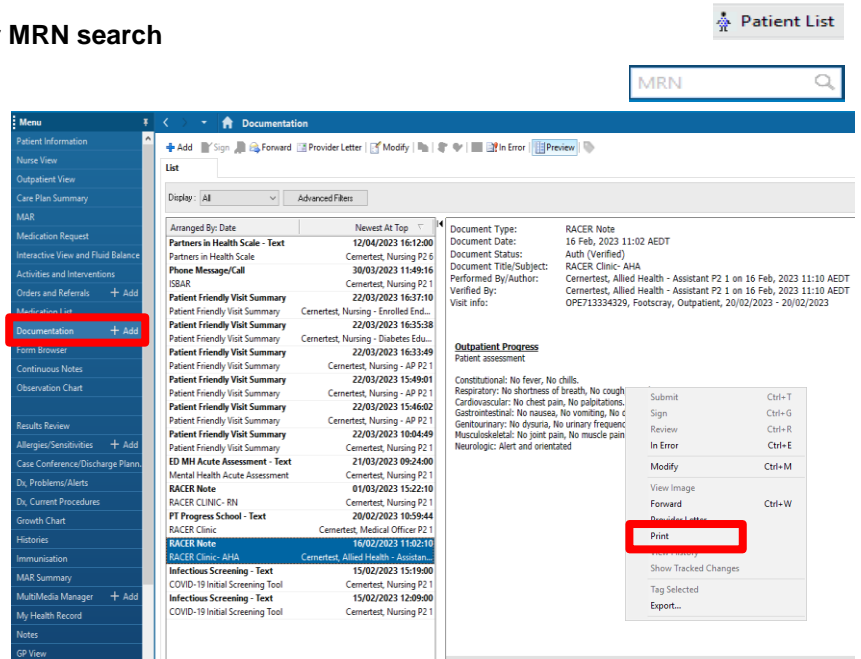 Patient List
MRN search
MRN
Menu
Patient Information
Nurse View
Outpatient View
Care Plan Summary
MAR
Medication Request
Interactive View and Fluid Balance
Activities and Interventions
Orders and Referrals + Add
Medication List
Documentation + Add
Form Browser
Continuous Notes
Observation Chart
Results Review
Allergies/Sensitivities + Add
Case Conference/Discharge Plann.
Dx, Problems/Alerts
Dx, Current Procedures
Growth Chart
Histories
Immunisation
MAR Summary
MultiMedia Manager + Add
My Health Record
Notes
GP View
Documentation
Add Sign Forward Provider Letter Modify In Error Preview
List
Display: All Advanced Filters
Arranged By: Date Newest At Top
Partners in Health Scale - Text 12/04/2023 16:12:00
Partners in Health Scale Cernertest, Nursing P2 6
Phone Message/Call 30/03/2023 11:49:16
ISBAR Cernertest, Nursing P2 1
Patient Friendly Visit Summary 22/03/2023 16:37:10
Patient Friendly Visit Summary Cernertest, Nursing - Enrolled End...
Patient Friendly Visit Summary 22/03/2023 16:35:38
Patient Friendly Visit Summary Cernertest, Nursing - Diabetes Edu...
Patient Friendly Visit Summary 22/03/2023 16:33:49
Patient Friendly Visit Summary Cernertest, Nursing - AP P2 1
Patient Friendly Visit Summary 22/03/2023 15:49:01
Patient Friendly Visit Summary Cernertest, Nursing - AP P2 1
Patient Friendly Visit Summary 22/03/2023 15:46:02
Patient Friendly Visit Summary Cernertest, Nursing - AP P2 1
Patient Friendly Visit Summary 22/03/2023 10:04:49
Patient Friendly Visit Summary Cernertest, Nursing P2 1
ED MH Acute Assessment - Text 21/03/2023 09:24:00
Mental Health Acute Assessment Cernertest, Nursing P2 1
RACER Note 01/03/2023 15:22:10
RACER CLINIC- RN Cernertest, Nursing P2 1
PT Progress School - Text 20/02/2023 10:59:44
RACER Clinic Cernertest, Medical Officer P2 1
RACER Note 16/02/2023 11:02:10
RACER Clinic- AHA Cernertest, Allied Health - Assistan...
Infectious Screening - Text 15/02/2023 15:19:00
COVID-19 Initial Screening Tool Cernertest, Nursing P2 1
Infectious Screening - Text 15/02/2023 12:09:00
COVID-19 Initial Screening Tool Cernertest, Nursing P2 1
Document Type: RACER Note
Document Date: 16 Feb, 2023 11:02 AEDT
Document Status: Auth (Verified)
Document Title/Subject: RACER Clinic- AHA
Performed By/Author: Cernertest, Allied Health - Assistant P2 1 on 16 Feb, 2023 11:10 AEDT
Verified By: Cernertest, Allied Health - Assistant P2 1 on 16 Feb, 2023 11:10 AEDT
Visit info: OPE713334329, Footscray, Outpatient, 20/02/2023 - 20/02/2023
Outpatient Progress
Patient assessment
Constitutional: No fever, No chills.
Respiratory: No shortness of breath, No cough
Cardiovascular: No chest pain, No palpitations.
Gastrointestinal: No nausea, No vomiting, No
Genitourinary: No dysuria, No urinary frequenc
Musculoskeletal: No joint pain, No muscle pain
Neurologic: Alert and orientated
Submit Ctrl+T
Sign Ctrl+G
Review Ctrl+R
In Error Ctrl+E
Modify Ctrl+M
View Image
Forward Ctrl+W
Provider Letter
Print
View History
Show Tracked Changes
Tag Selected
Export...